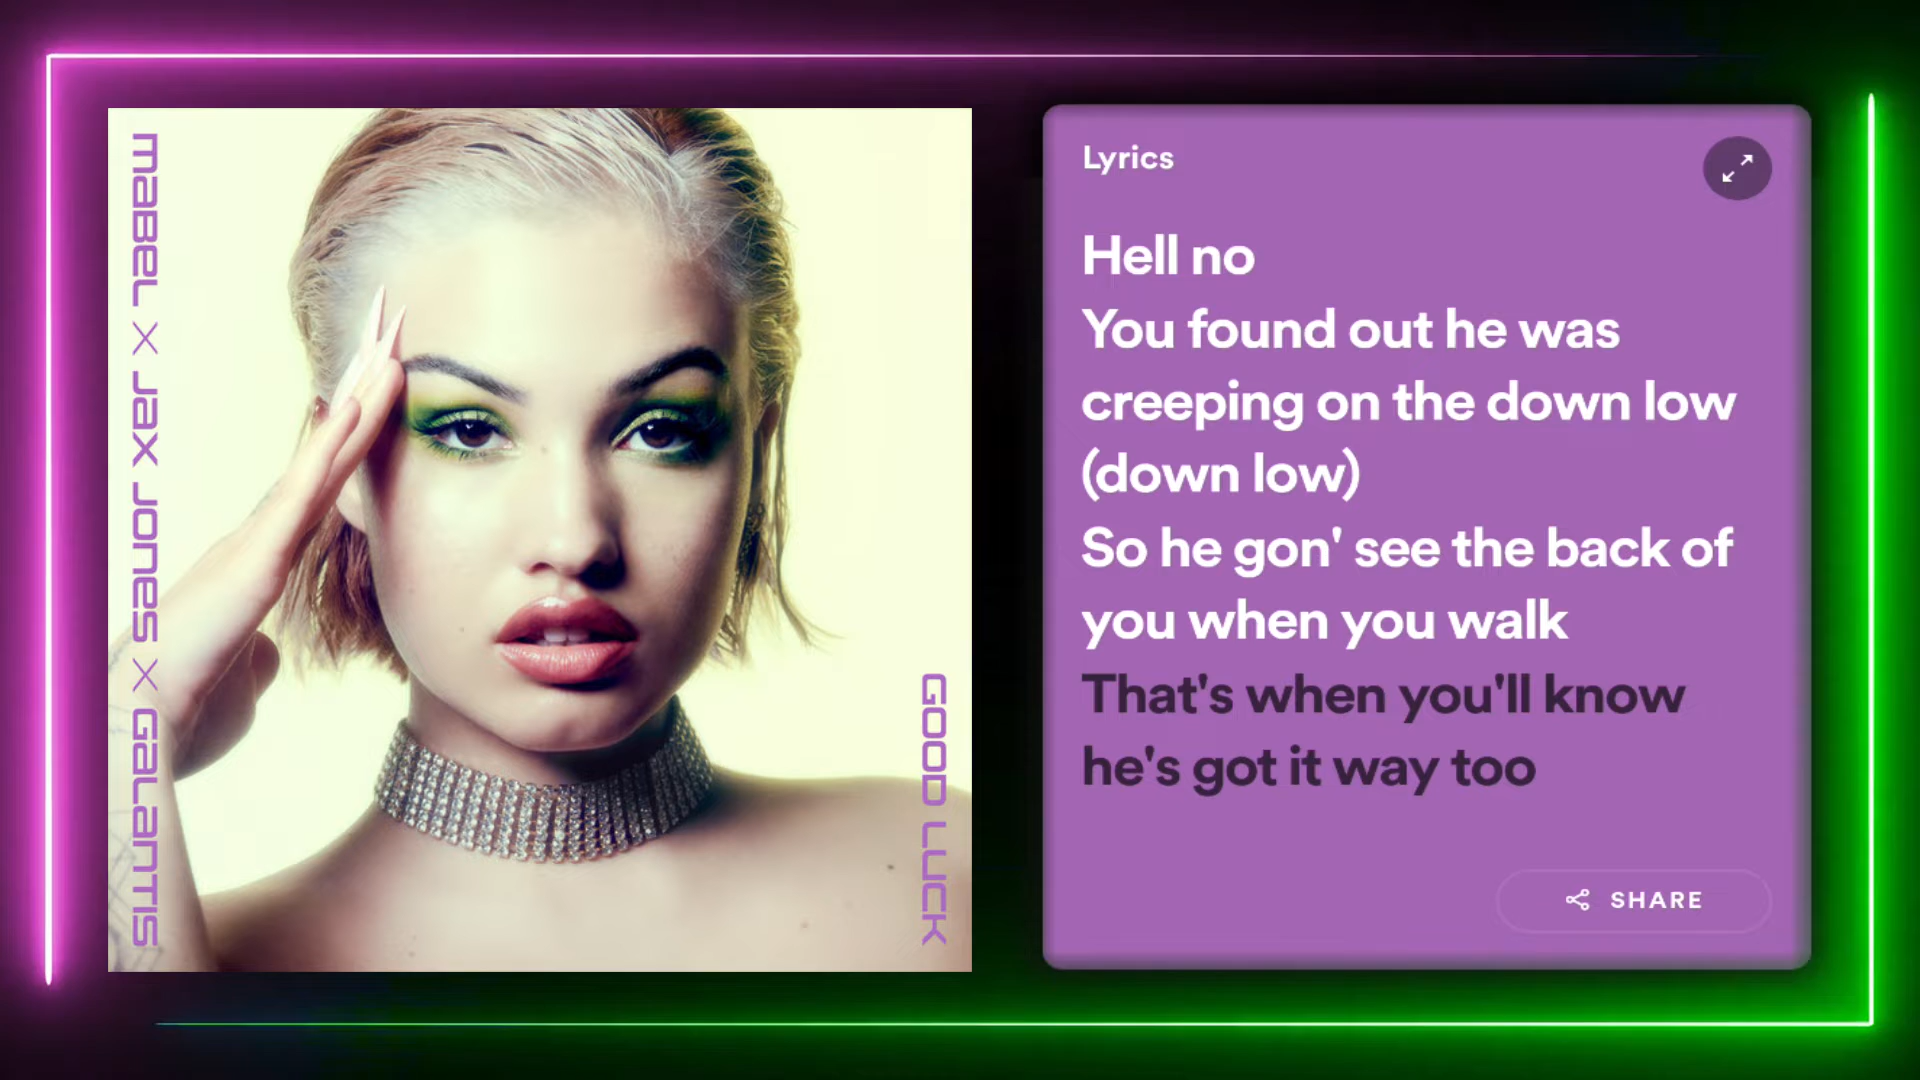 maBeL X Jax Jones X GaLanTIS
GOOD LUCK
Lyrics
Hell no
You found out he was
creeping on the down low
(down low)
So he gon' see the back of
you when you walk
That's when you'll know
he's got it way too
SHARE